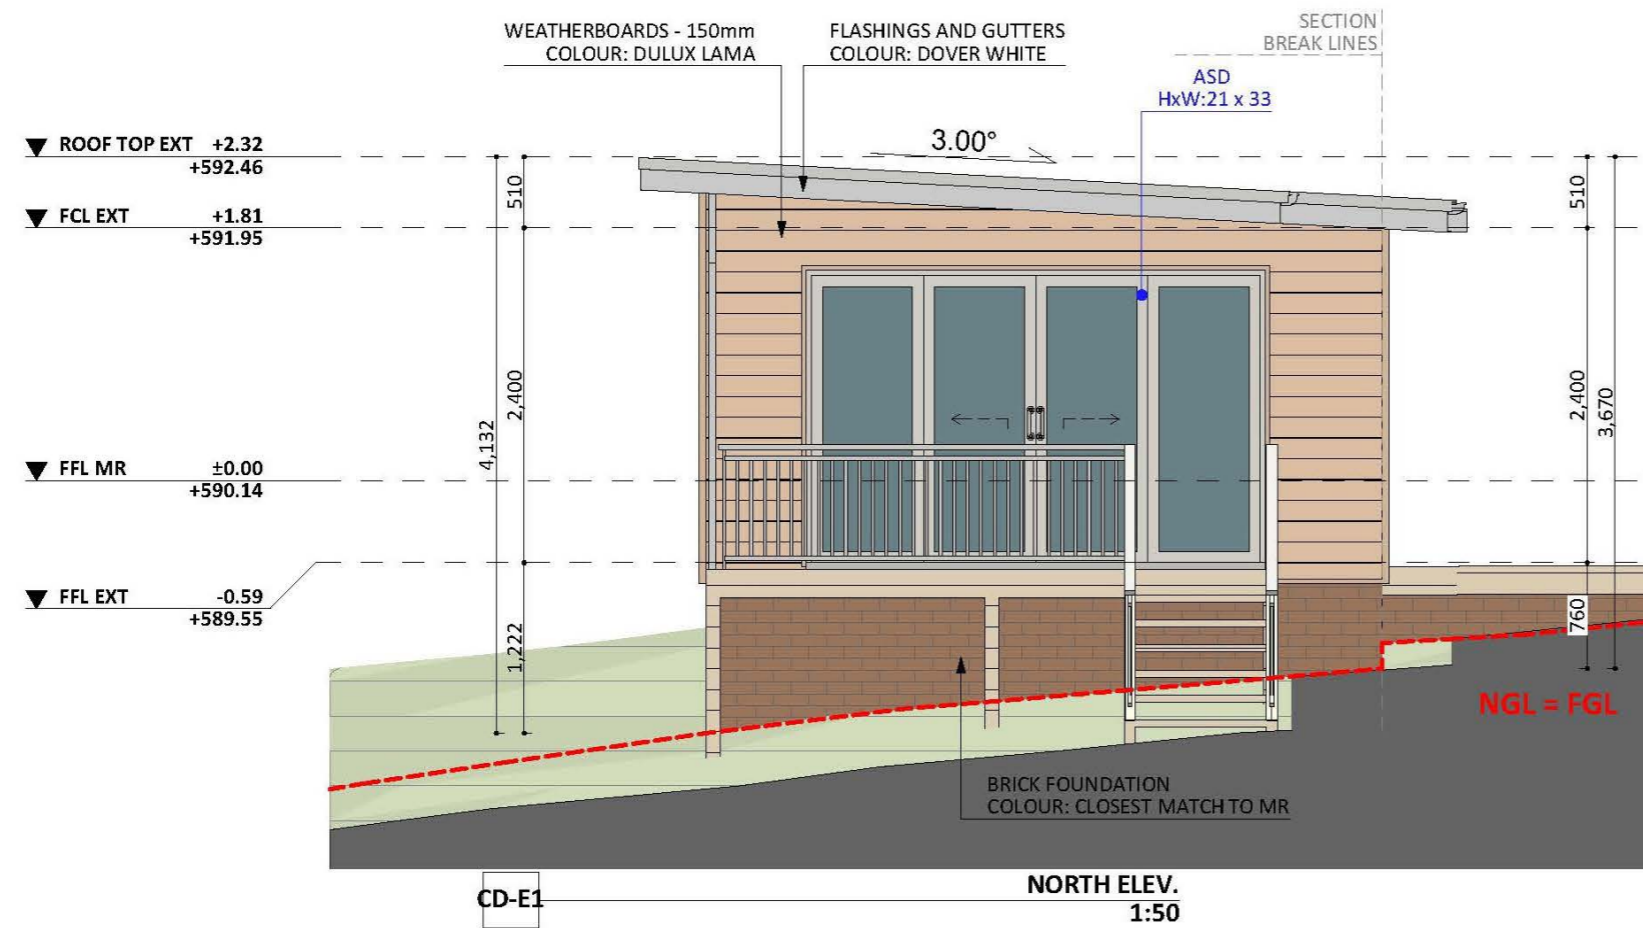 WEATHERBOARDS - 150mm
COLOUR: DULUX LAMA
FLASHINGS AND GUTTERS
COLOUR: DOVER WHITE
SECTION
BREAK LINES
ASD
HxW:21 x 33
3.00°
ROOF TOP EXT +2.32
+592.46
FCL EXT +1.81
+591.95
FFL MR ±0.00
+590.14
FFL EXT -0.59
+589.55
510
2,400
4,132
1,222
510
2,400
3,670
760
NGL = FGL
BRICK FOUNDATION
COLOUR: CLOSEST MATCH TO MR
CD-E1
NORTH ELEV.
1:50